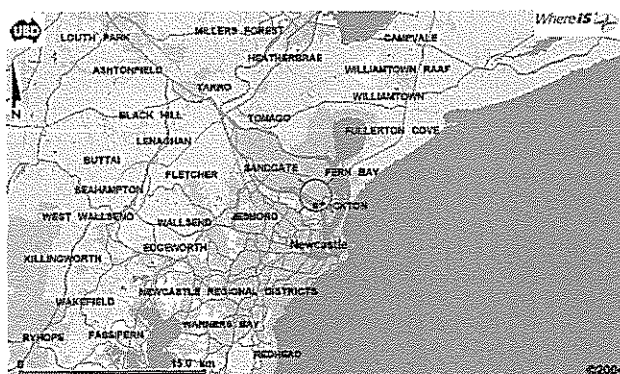 UBD
WhereiS
LOUTH PARK
MILLERS FOREST
CAMPVALE
HEATHERBRAE
ASHTONFIELD
WILLIAMTOWN RAAF
TARRO
WILLIAMTOWN
N
BLACK HILL
TOMAGO
FULLERTON COVE
LENAGHAN
BUTTAI
SANDGATE
FLETCHER
FERN BAY
SEAHAMPTON
STOCKTON
WEST WALLSEND
WALLSEND
Newcastle
EDGEWORTH
KILLINGWORTH
NEWCASTLE REGIONAL DISTRICTS
WAKEFIELD
WARNERS BAY
RYHOPE
FASSIFERN
REDHEAD
0
15.0 km